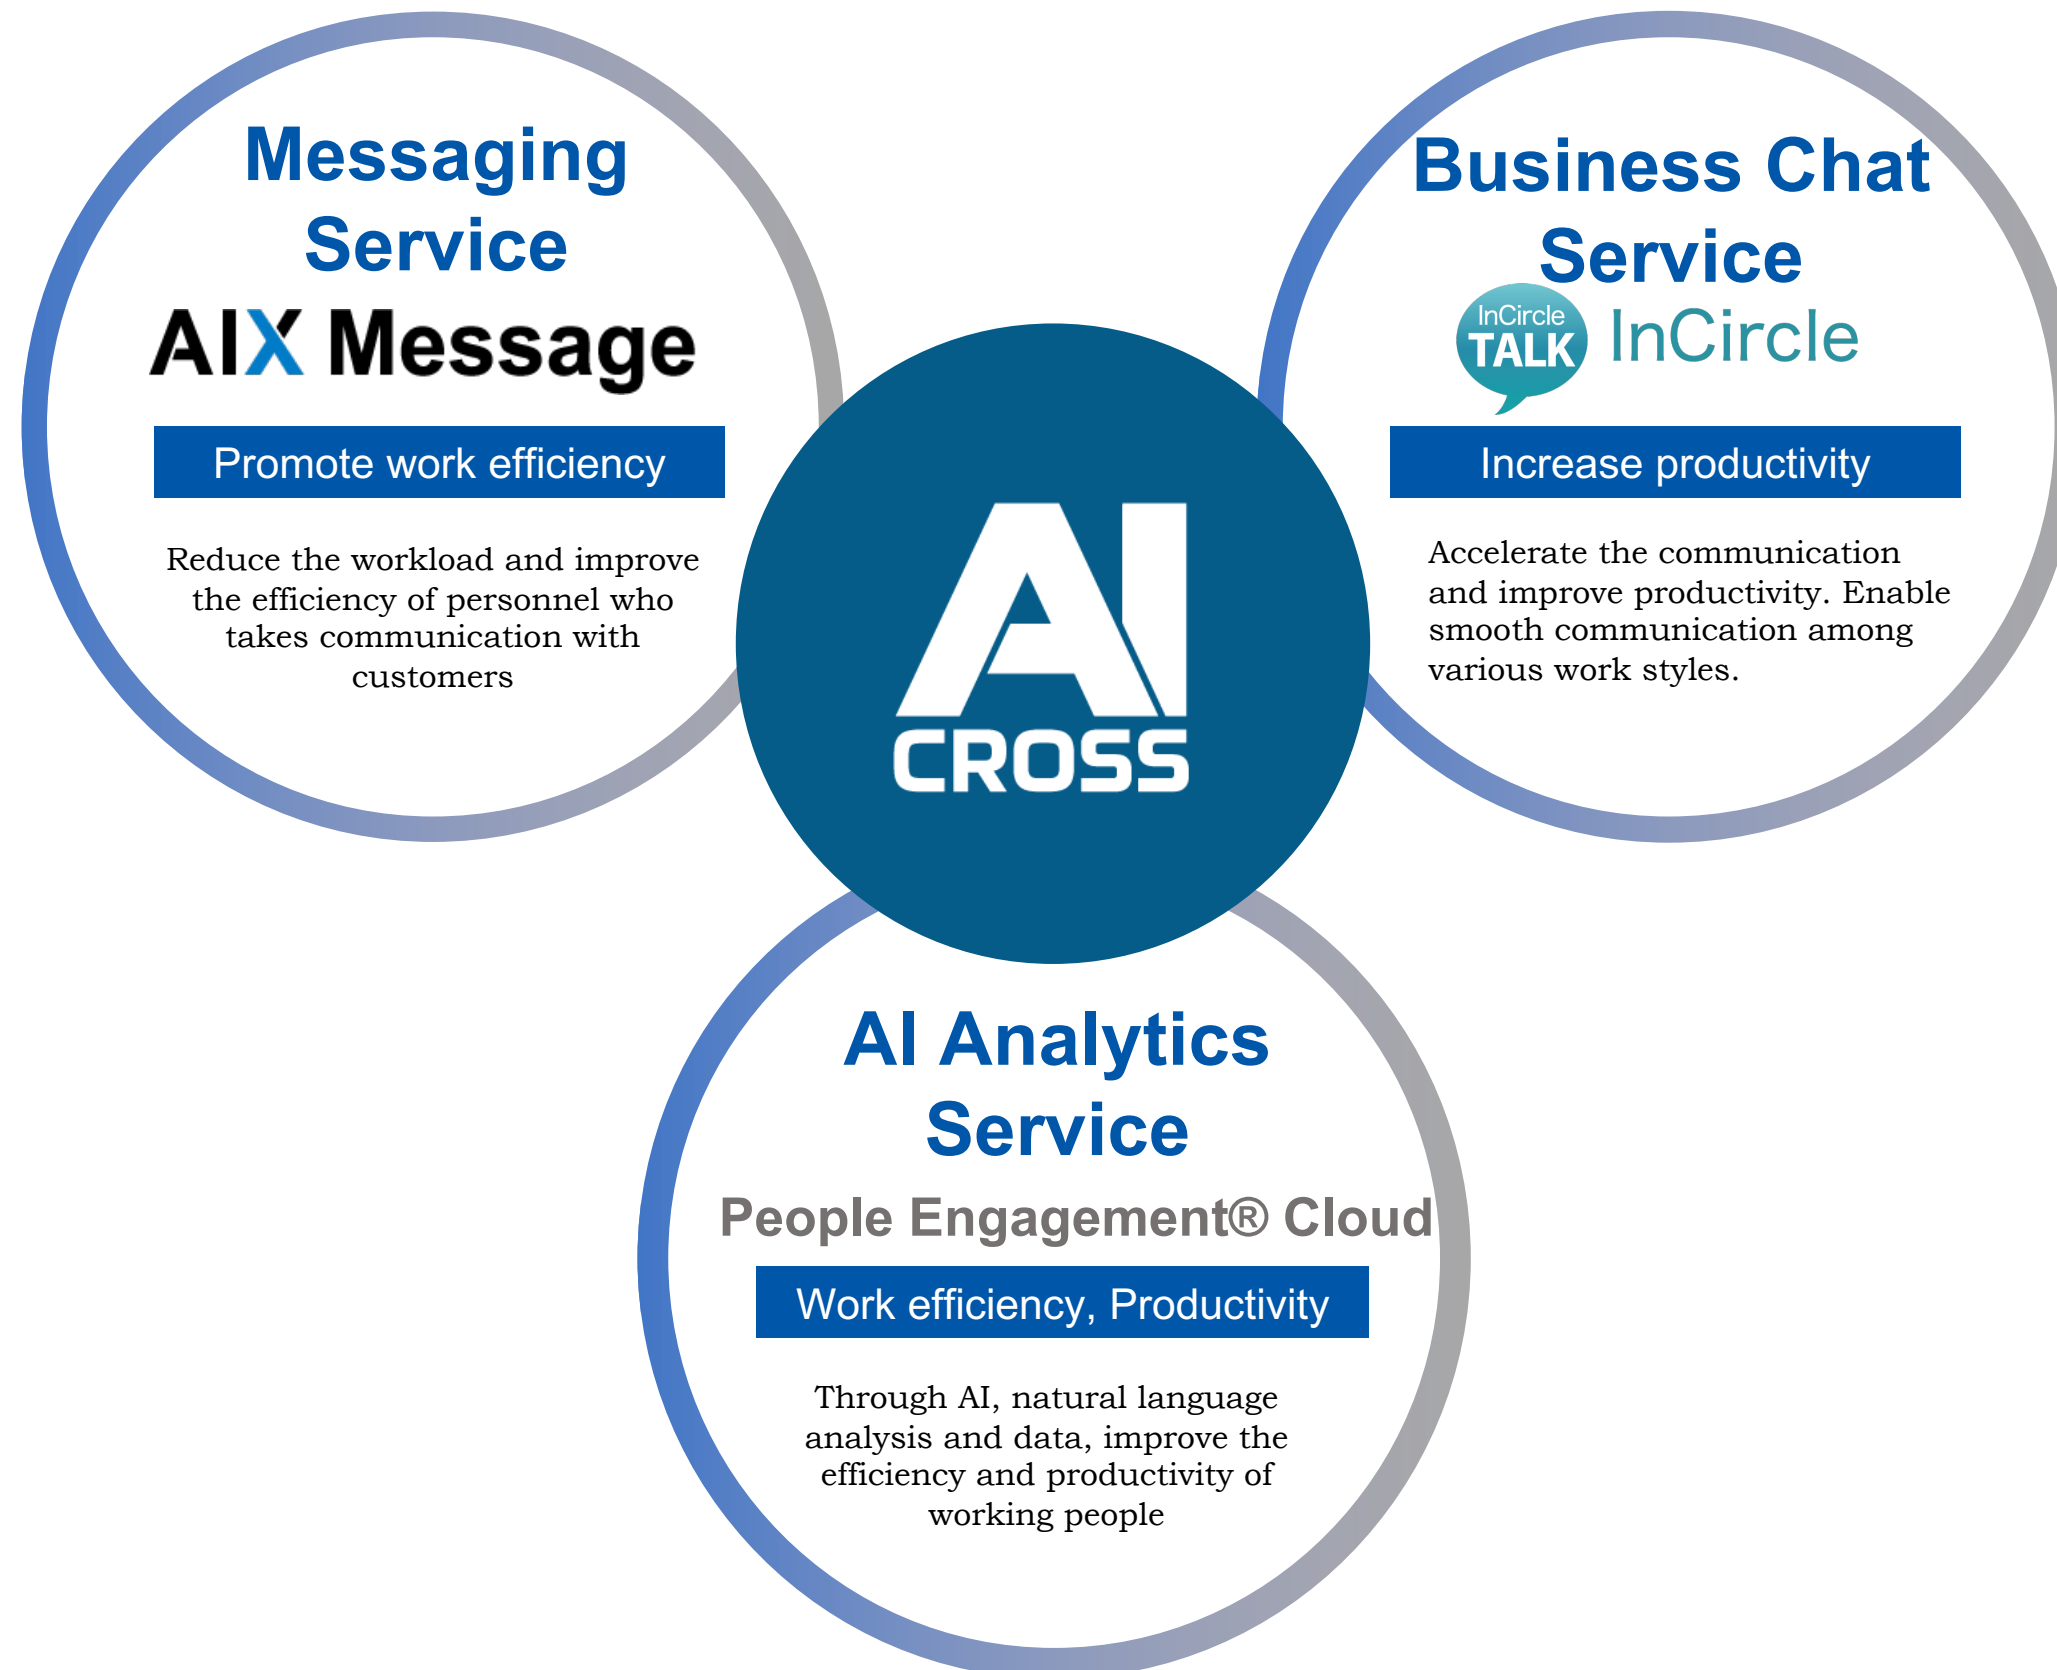 Messaging
Service
AIX Message
Promote work efficiency
Reduce the workload and improve
the efficiency of personnel who
takes communication with
customers
Business Chat
Service
InCircle
TALK
InCircle
Increase productivity
Accelerate the communication
and improve productivity. Enable
smooth communication among
various work styles.
AI
CROSS
AI Analytics
Service
People Engagement® Cloud
Work efficiency, Productivity
Through AI, natural language
analysis and data, improve the
efficiency and productivity of
working people